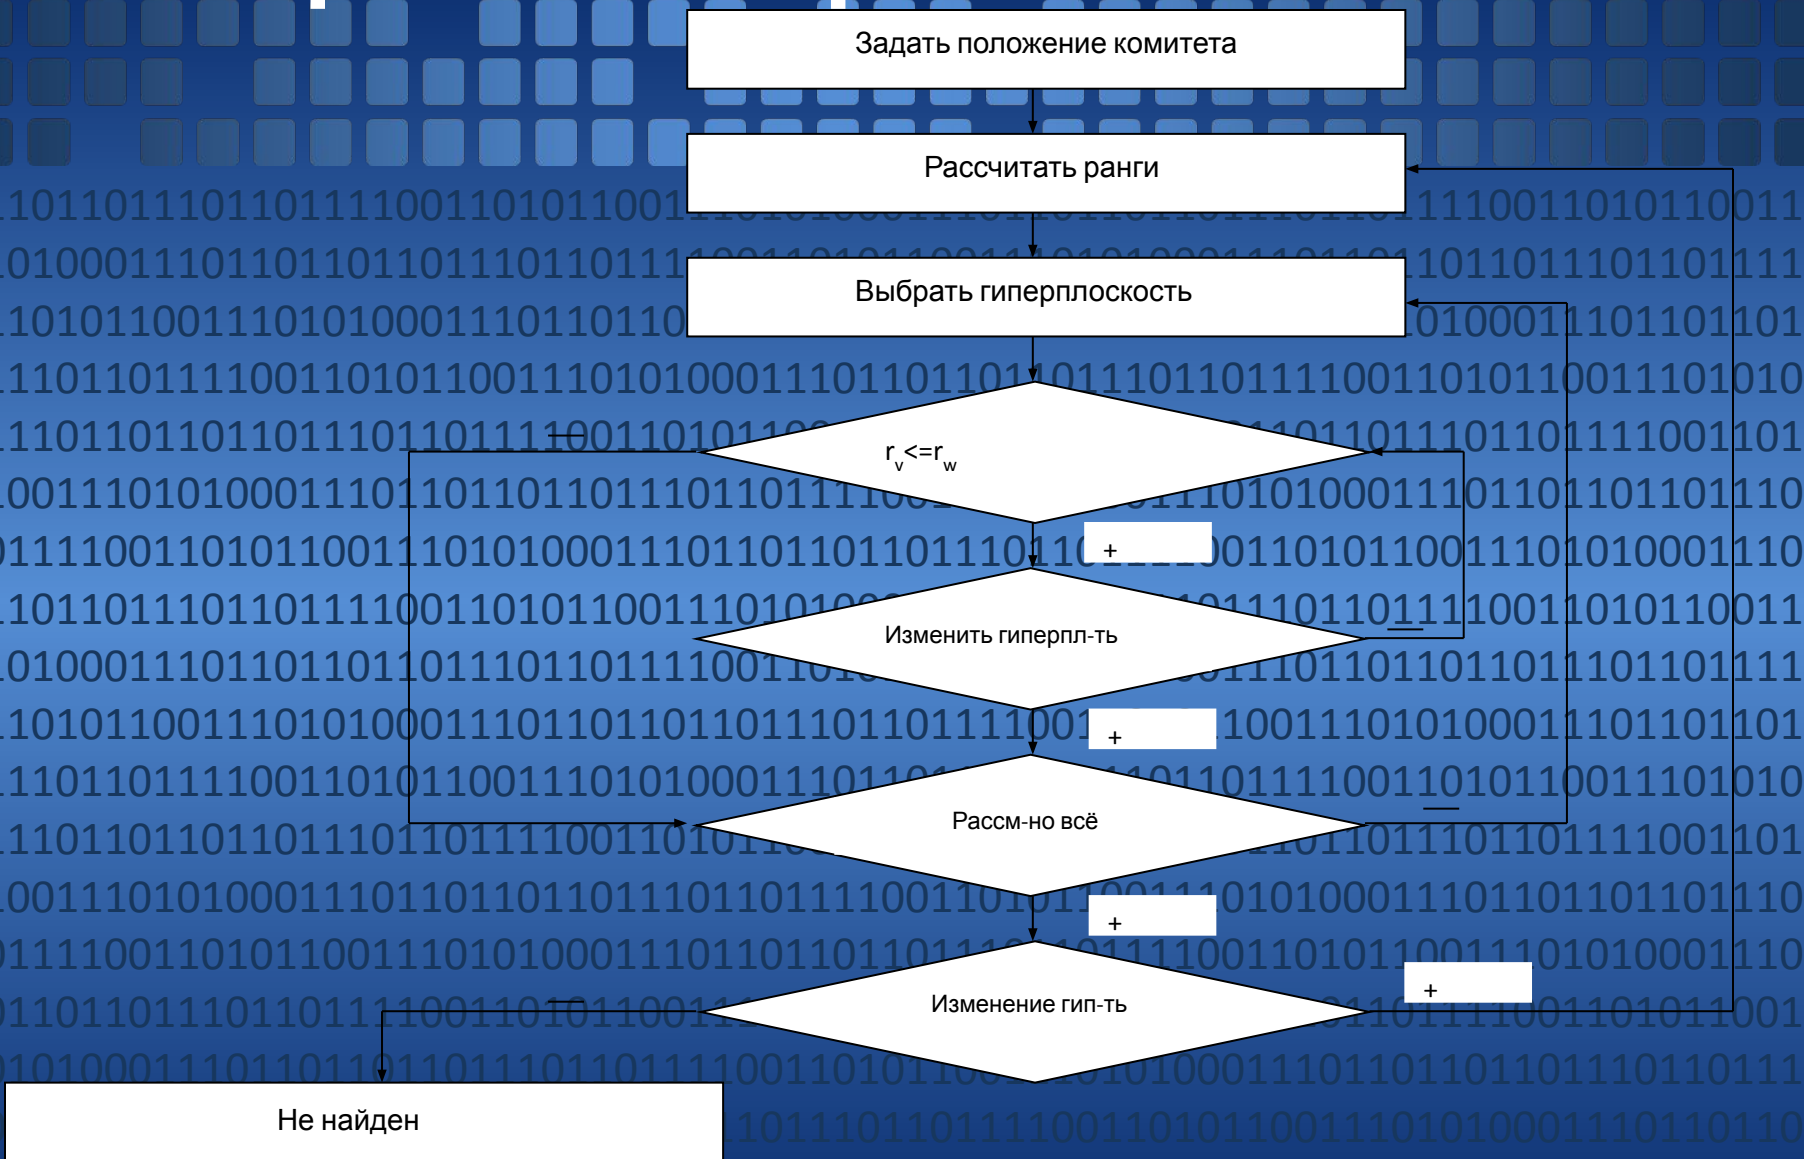 Задать положение комитета
Рассчитать ранги
Выбрать гиперплоскость
—
r_v<=r_w
+
Изменить гиперпл-ть
—
+
Рассм-но всё
—
+
Изменение гип-ть
+
—
Не найден